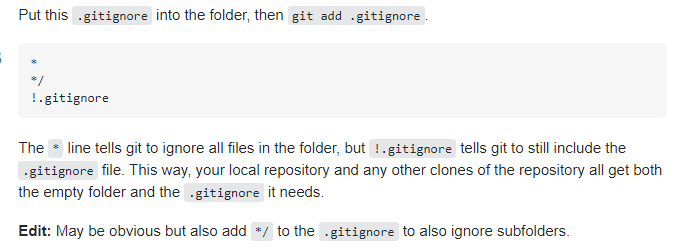 Put this .gitignore into the folder, then git add .gitignore.
*
*/
!.gitignore
The * line tells git to ignore all files in the folder, but !.gitignore tells git to still include the
.gitignore file. This way, your local repository and any other clones of the repository all get both
the empty folder and the .gitignore it needs.
Edit: May be obvious but also add */ to the .gitignore to also ignore subfolders.